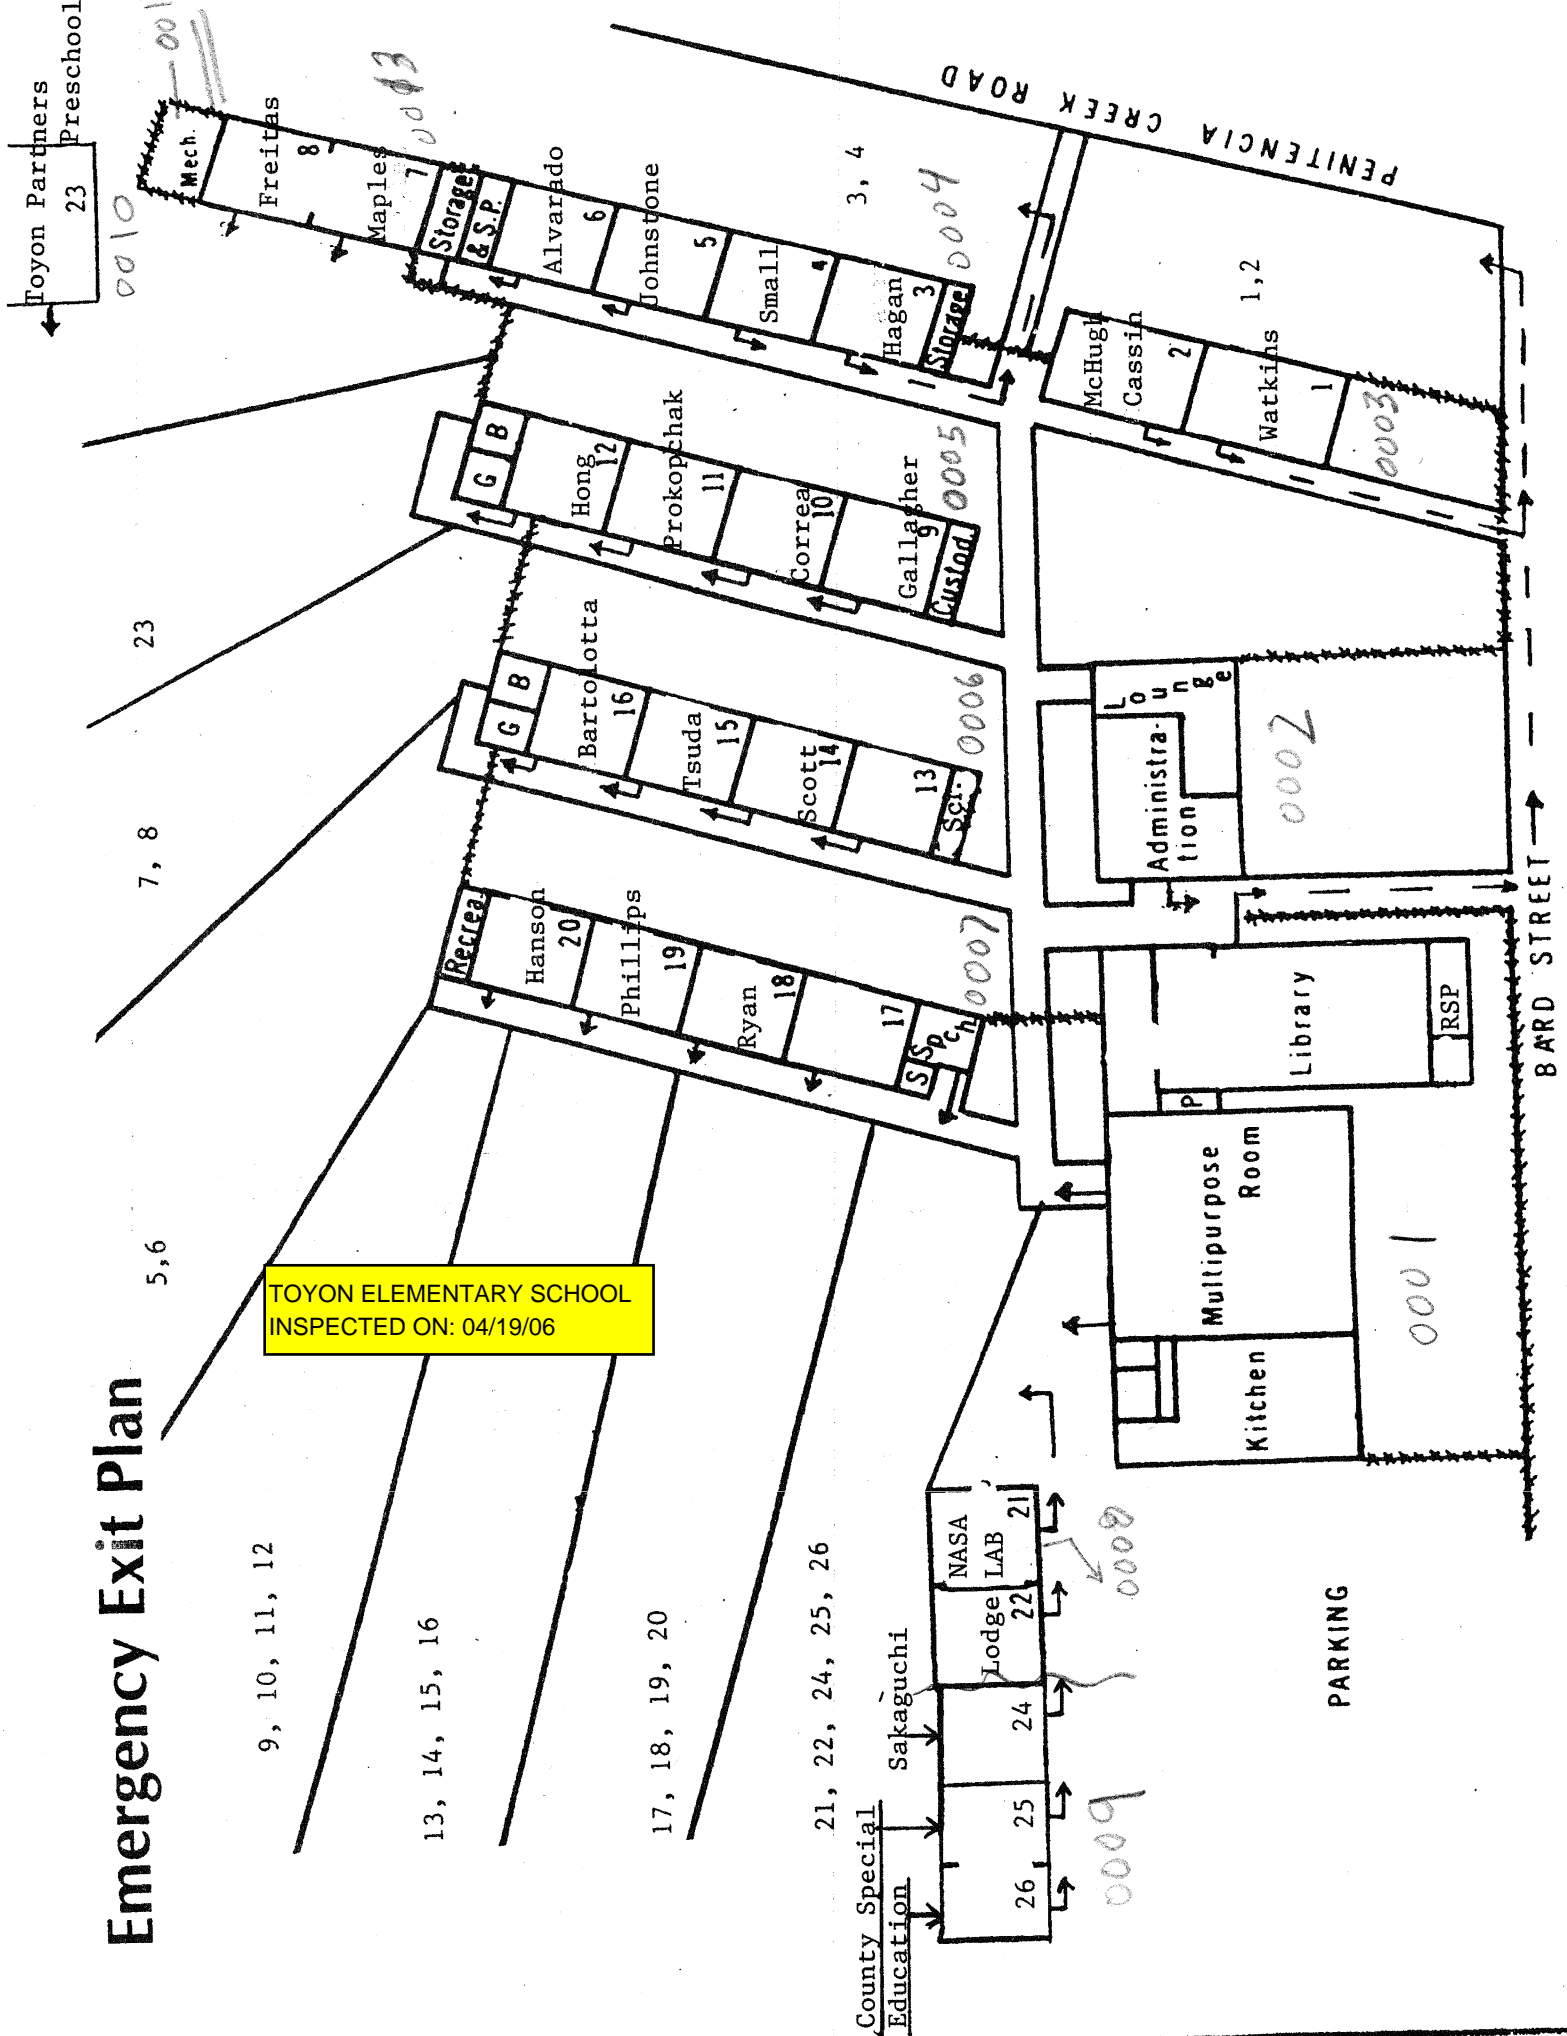 Emergency Exit Plan
TOYON ELEMENTARY SCHOOL
INSPECTED ON: 04/19/06
Toyon Partners
Preschool
23
0010
5,6
7, 8
23
9, 10, 11, 12
13, 14, 15, 16
17, 18, 19, 20
21, 22, 24, 25, 26
3, 4
1,2
Mech.
Freitas
8
Maples
7
Storage
& S.P.
Alvarado
6
Johnstone
5
Small
4
Hagan
3
Storage
0004
McHugh
Cassin
2
Watkins
1
0003
PENITENCIA CREEK ROAD
G
B
Hong
12
Prokopchak
11
Correa
10
Gallagher
9
Custod.
0005
G
B
Bartolotta
16
Tsuda
15
Scott
14
13
Sci.
0006
Recrea.
Hanson
20
Phillips
19
Ryan
18
17
S
Spch
0007
Lounge
Administra-
tion
0002
Library
RSP
P
Multipurpose
Room
Kitchen
0001
County Special
Education
Sakaguchi
26
25
24
Lodge
22
NASA
LAB
21
0008
0009
PARKING
BARD STREET